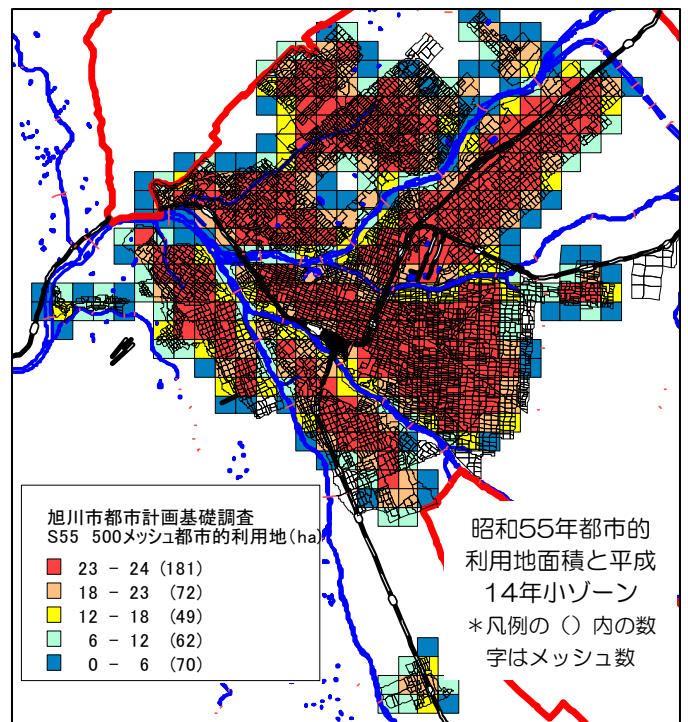 旭川市都市計画基礎調査
S55 500メッシュ都市的利用地(ha)
23 - 24 (181)
18 - 23 (72)
12 - 18 (49)
6 - 12 (62)
0 - 6 (70)
昭和55年都市的
利用地面積と平成
14年小ゾーン
*凡例の()内の数
字はメッシュ数